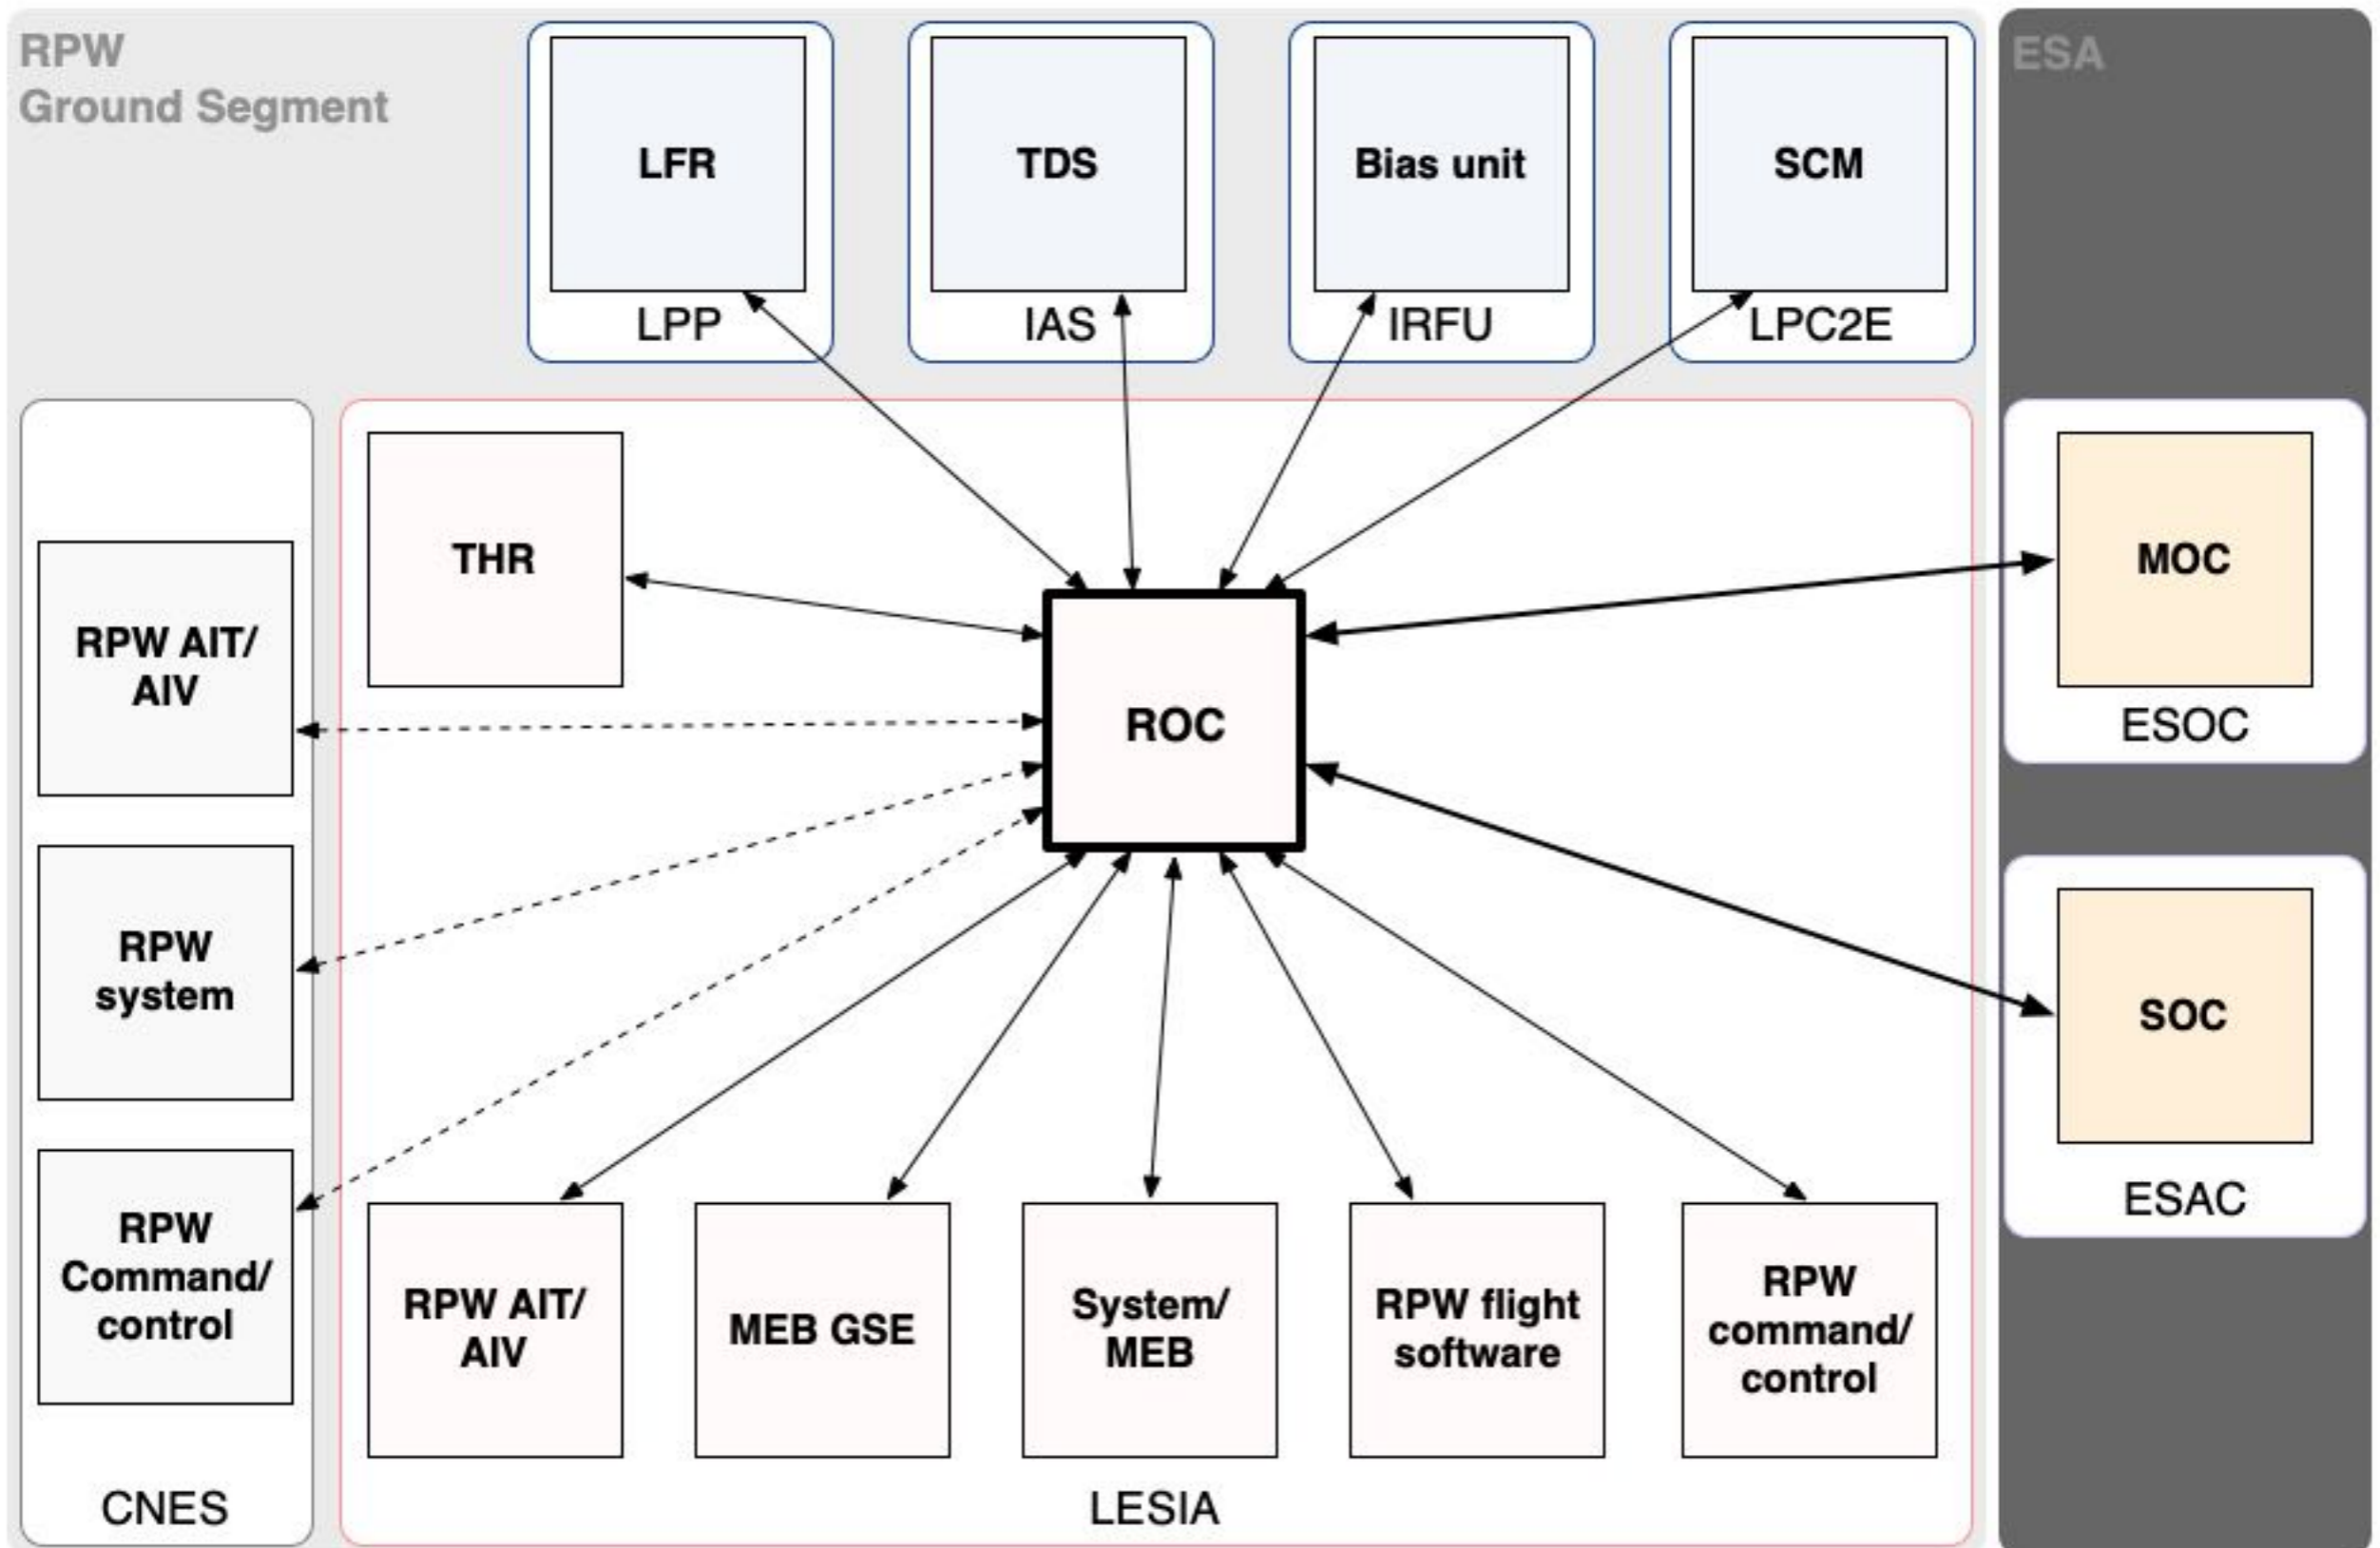 RPW
Ground Segment
ESA
LFR
LPP
TDS
IAS
Bias unit
IRFU
SCM
LPC2E
THR
ROC
MOC
ESOC
SOC
ESAC
RPW AIT/
AIV
RPW
system
RPW
Command/
control
CNES
RPW AIT/
AIV
MEB GSE
System/
MEB
RPW flight
software
RPW
command/
control
LESIA